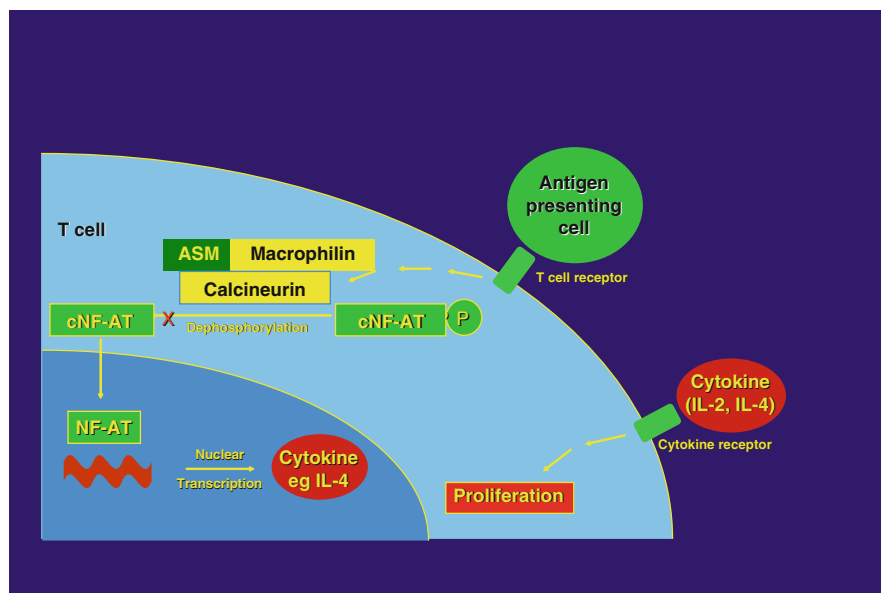 Antigen
presenting
cell
T cell
T cell receptor
ASM Macrophilin
Calcineurin
cNF-AT X Dephosphorylation cNF-AT P
Cytokine
(IL-2, IL-4)
Cytokine receptor
NF-AT
Nuclear
Transcription
Cytokine
eg IL-4
Proliferation